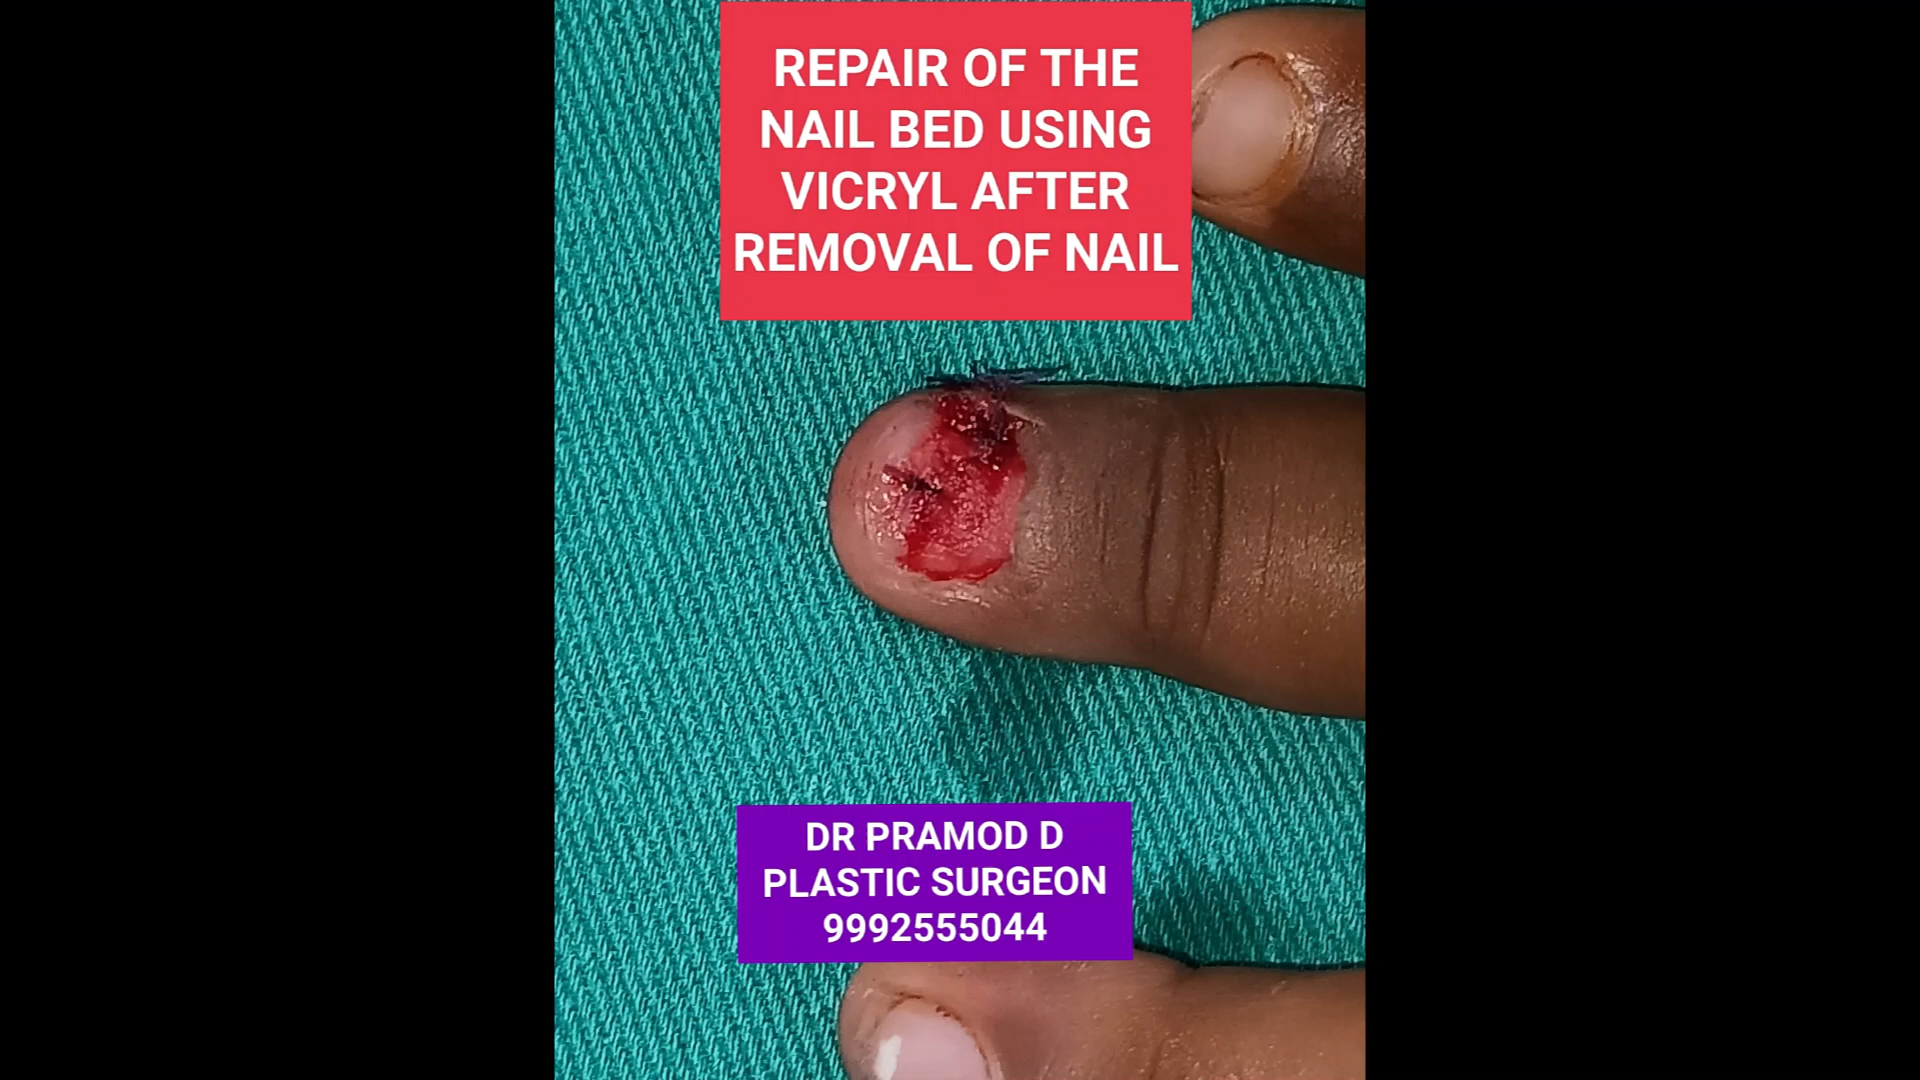 REPAIR OF THE
NAIL BED USING
VICRYL AFTER
REMOVAL OF NAIL
DR PRAMOD D
PLASTIC SURGEON
9992555044